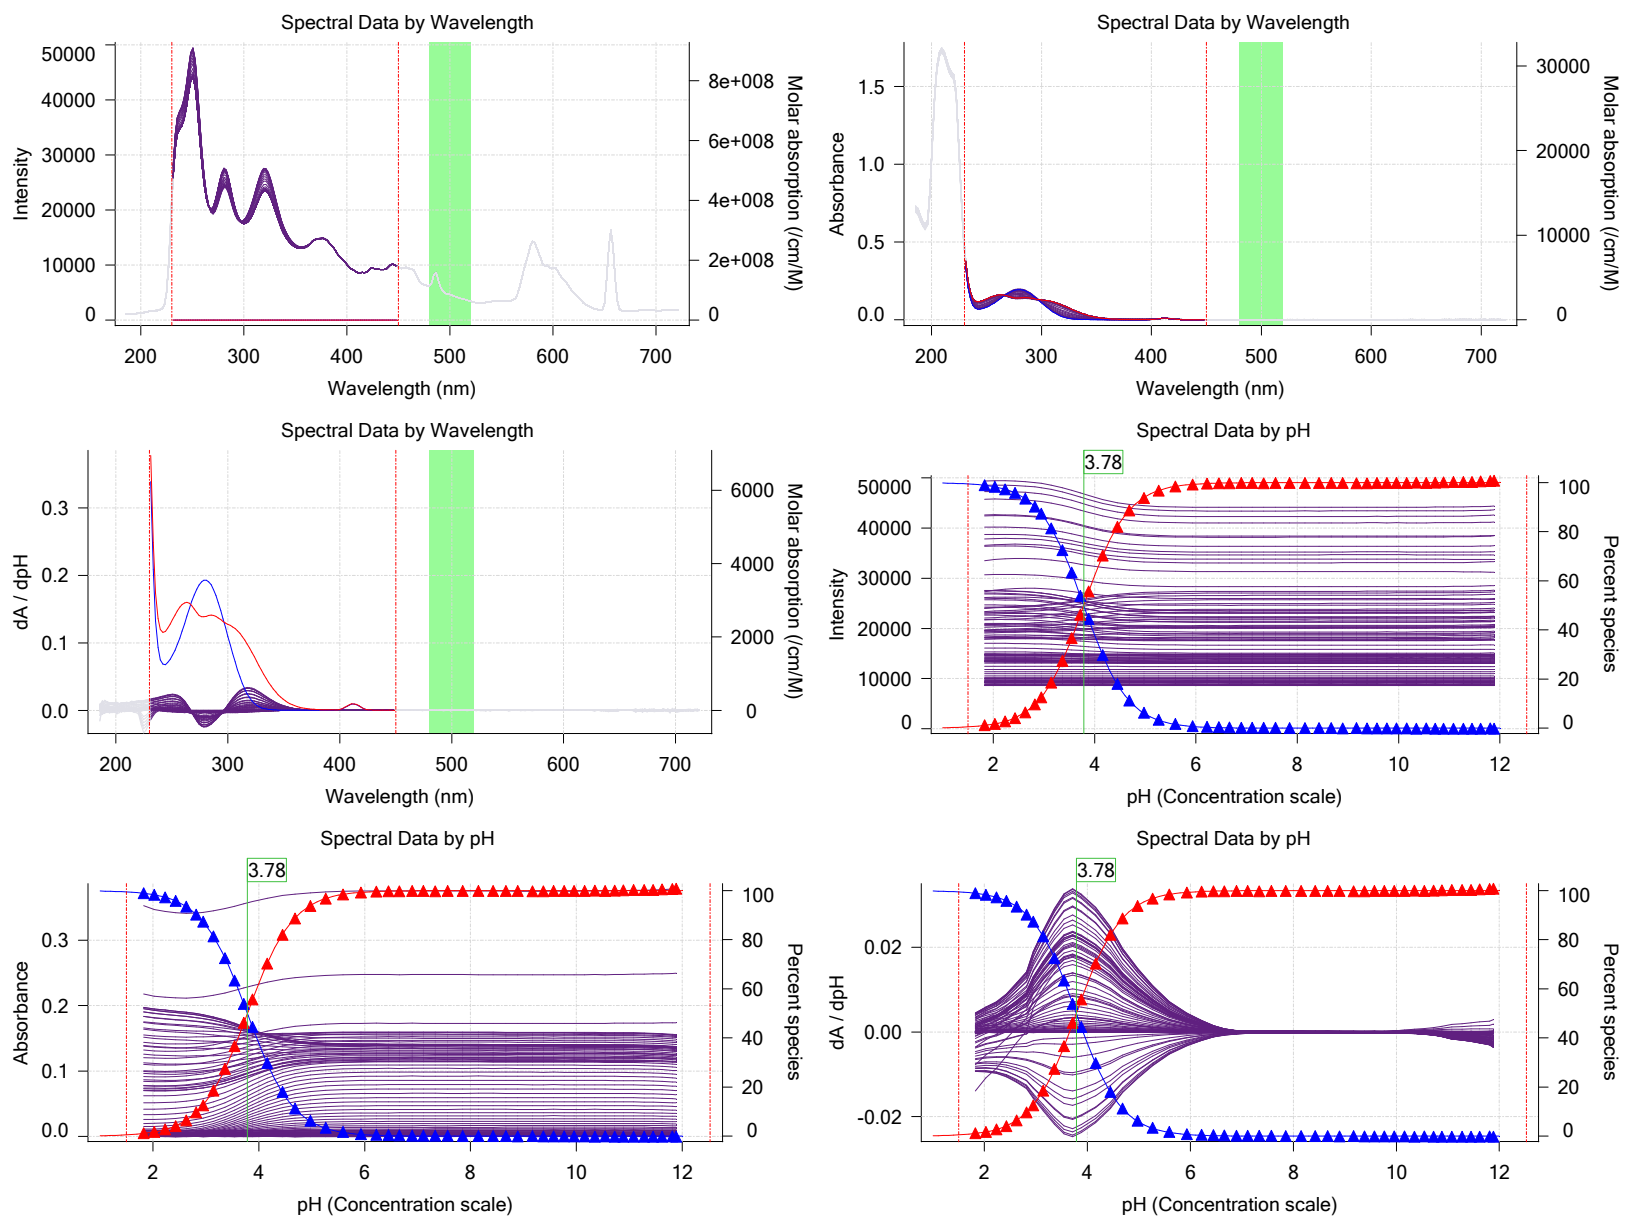 Spectral Data by Wavelength
50000
40000
30000
20000
10000
0
Intensity
8e+008
6e+008
4e+008
2e+008
0
Molar absorption (/cm/M)
200 300 400 500 600 700
Wavelength (nm)
Spectral Data by Wavelength
1.5
1.0
0.5
0.0
Absorbance
30000
20000
10000
0
Molar absorption (/cm/M)
200 300 400 500 600 700
Wavelength (nm)
Spectral Data by Wavelength
0.3
0.2
0.1
0.0
dA / dpH
6000
4000
2000
0
Molar absorption (/cm/M)
200 300 400 500 600 700
Wavelength (nm)
Spectral Data by pH
3.78
50000
40000
30000
20000
10000
0
Intensity
100
80
60
40
20
0
Percent species
2 4 6 8 10 12
pH (Concentration scale)
Spectral Data by pH
3.78
0.3
0.2
0.1
0.0
Absorbance
100
80
60
40
20
0
Percent species
2 4 6 8 10 12
pH (Concentration scale)
Spectral Data by pH
3.78
0.02
0.00
-0.02
dA / dpH
100
80
60
40
20
0
Percent species
2 4 6 8 10 12
pH (Concentration scale)